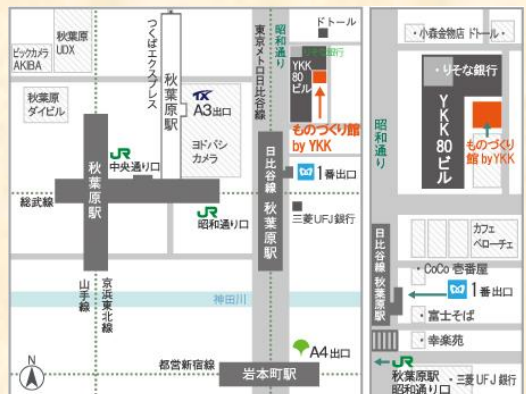 秋葉原
UDX
ビックカメラ
AKIBA
つくばエクスプレス
秋葉原駅
東京メトロ日比谷線
昭和通り
ドトール
りそな銀行
YKK
80
ビル
ものづくり館
by YKK
秋葉原
ダイビル
TX
A3出口
ヨドバシ
カメラ
JR
中央通り口
秋葉原駅
総武線
JR
昭和通り口
日比谷線 秋葉原駅
1番出口
三菱UFJ銀行
山手線
京浜東北線
神田川
N
都営新宿線
岩本町駅
A4出口
・小森金物店 ドトール・
・りそな銀行
YKK80ビル
ものづくり
館 by YKK
昭和通り
カフェ
ベローチェ
・CoCo 壱番屋
日比谷線 秋葉原駅
1番出口
・富士そば
・幸楽苑
JR
秋葉原駅
昭和通り口
・三菱UFJ銀行